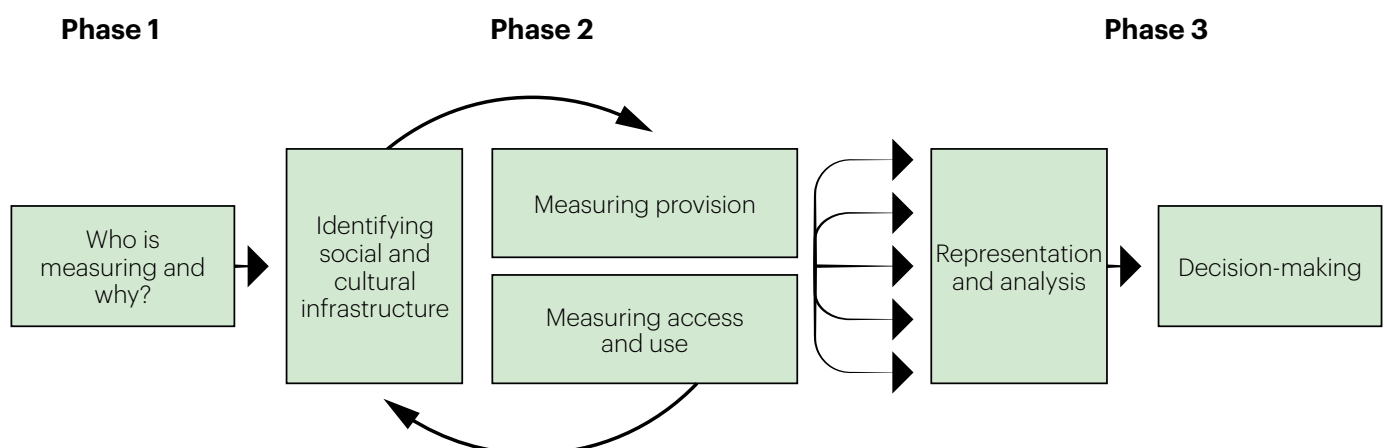 Phase 1
Phase 2
Phase 3
Who is
measuring and
why?
Identifying
social and
cultural
infrastructure
Measuring provision
Measuring access
and use
Representation
and analysis
Decision-making